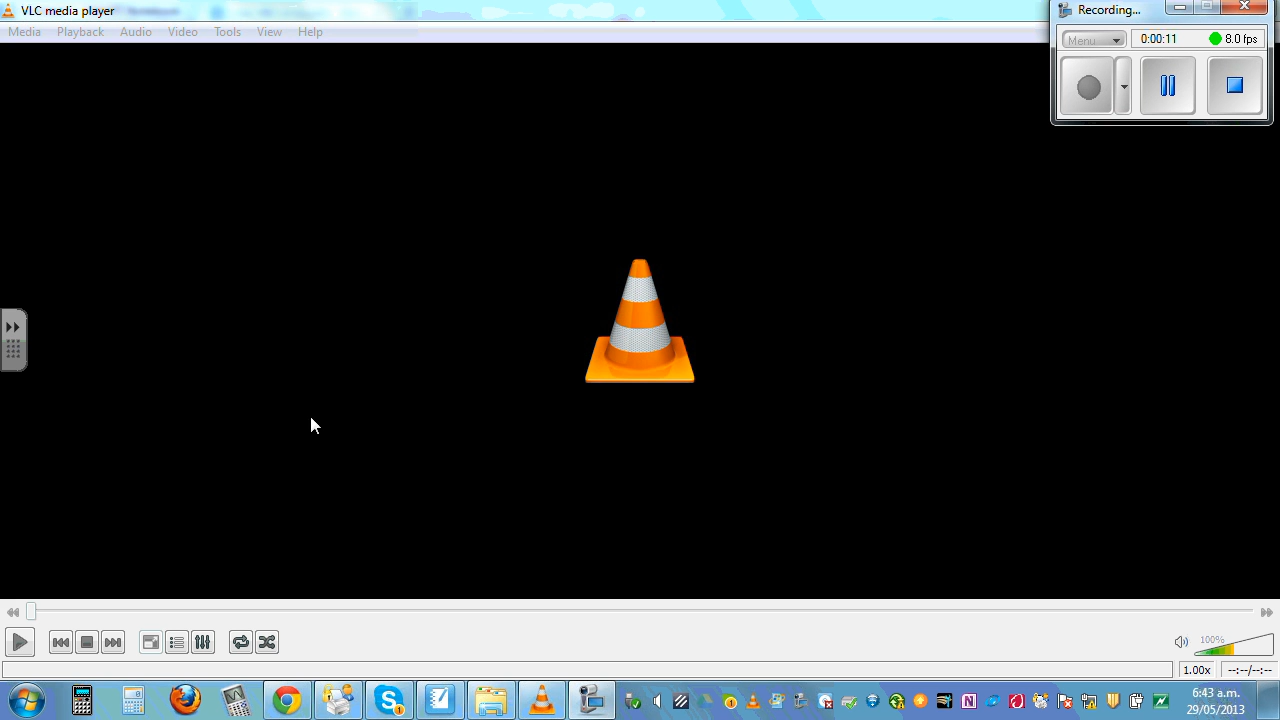 VLC media player
Media Playback Audio Video Tools View Help
Recording...
Menu 0:00:11 8.0 fps
100%
1.00x --:--/--:--
6:43 a.m.
29/05/2013